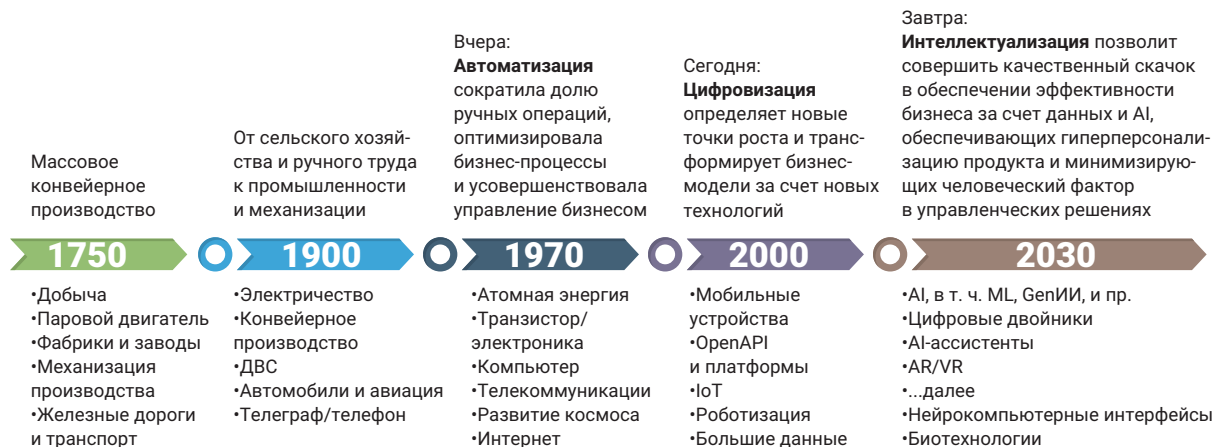 Массовое
конвейерное
производство
От сельского хозяй-
ства и ручного труда
к промышленности
и механизации
Вчера:
Автоматизация
сократила долю
ручных операций,
оптимизировала
бизнес-процессы
и усовершенствовала
управление бизнесом
Сегодня:
Цифровизация
определяет новые
точки роста и транс-
формирует бизнес-
модели за счет новых
технологий
Завтра:
Интеллектуализация позволит
совершить качественный скачок
в обеспечении эффективности
бизнеса за счет данных и AI,
обеспечивающих гиперперсонали-
зацию продукта и минимизирую-
щих человеческий фактор
в управленческих решениях
1750
1900
1970
2000
2030
•Добыча
•Паровой двигатель
•Фабрики и заводы
•Механизация
производства
•Железные дороги
и транспорт
•Электричество
•Конвейерное
производство
•ДВС
•Автомобили и авиация
•Телеграф/телефон
•Атомная энергия
•Транзистор/
электроника
•Компьютер
•Телекоммуникации
•Развитие космоса
•Интернет
•Мобильные
устройства
•OpenAPI
и платформы
•IoT
•Роботизация
•Большие данные
•AI, в т. ч. ML, GenИИ, и пр.
•Цифровые двойники
•AI-ассистенты
•AR/VR
•...далее
•Нейрокомпьютерные интерфейсы
•Биотехнологии